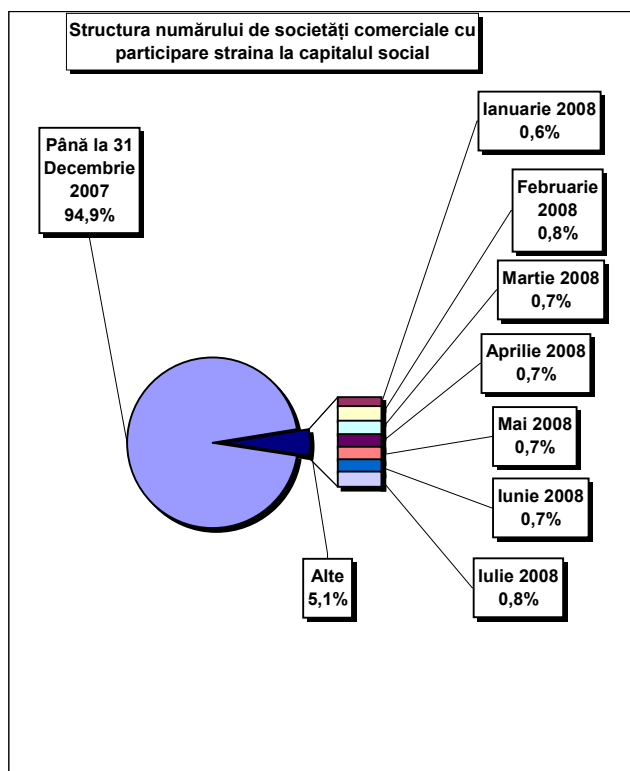 Structura numărului de societăți comerciale cu
participare straina la capitalul social
Până la 31
Decembrie
2007
94,9%
Ianuarie 2008
0,6%
Februarie
2008
0,8%
Martie 2008
0,7%
Aprilie 2008
0,7%
Mai 2008
0,7%
Iunie 2008
0,7%
Iulie 2008
0,8%
Alte
5,1%